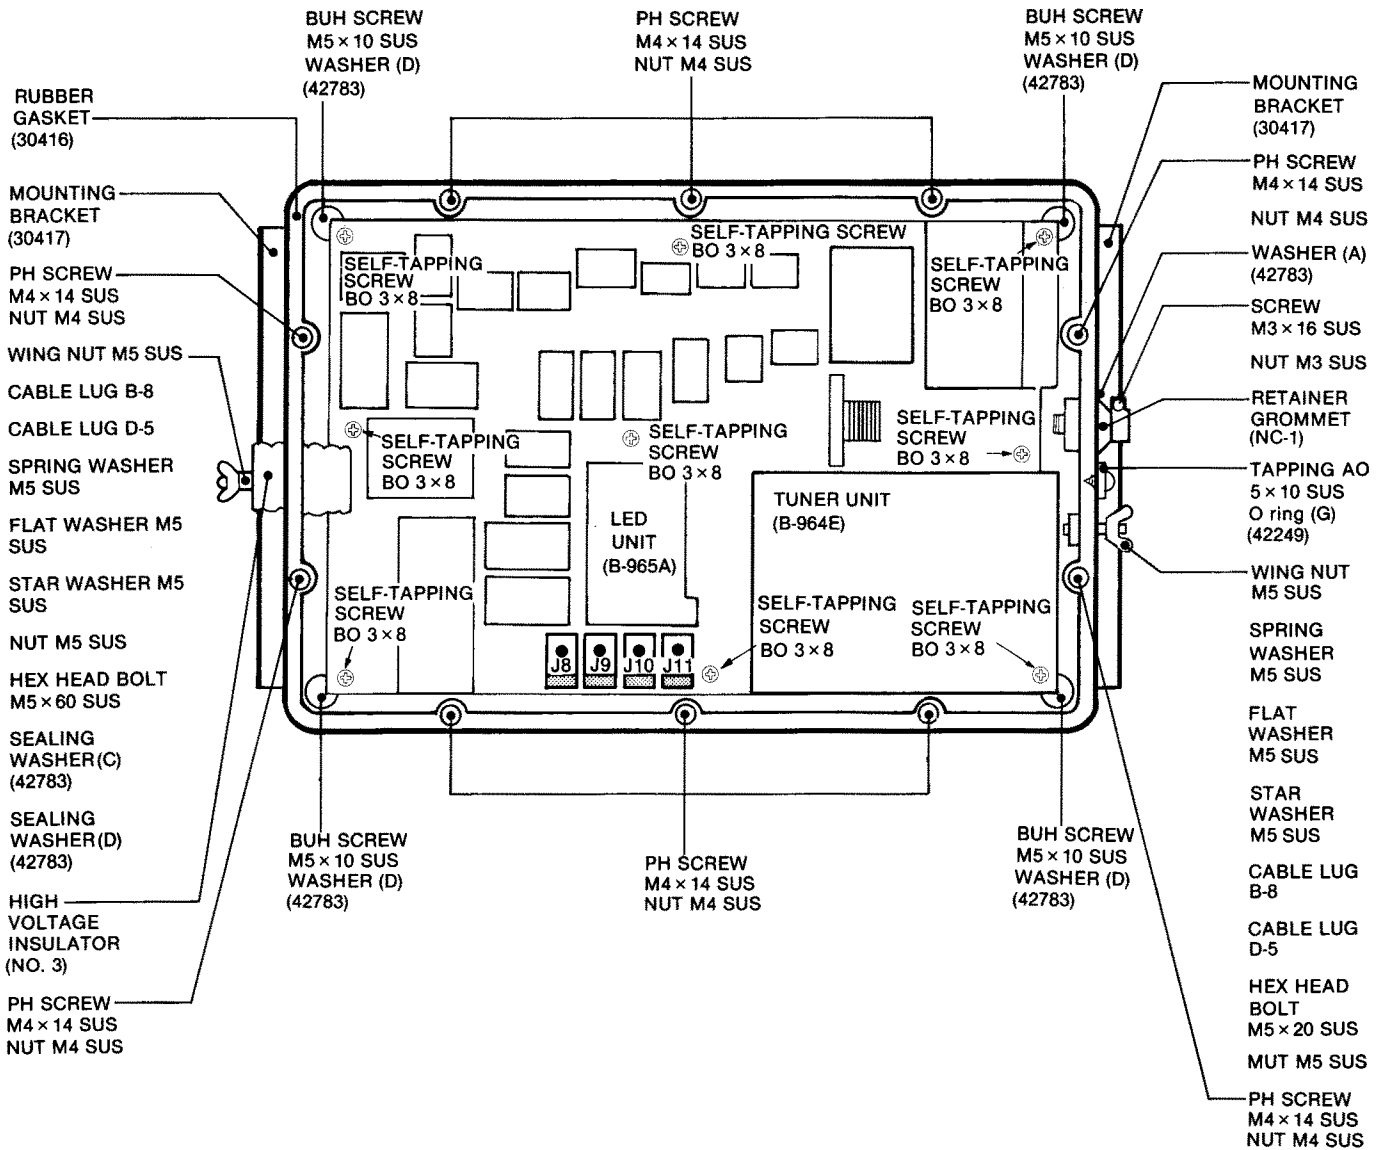 BUH SCREW
M5 × 10 SUS
WASHER (D)
(42783)
PH SCREW
M4 × 14 SUS
NUT M4 SUS
BUH SCREW
M5 × 10 SUS
WASHER (D)
(42783)
RUBBER
GASKET
(30416)
MOUNTING
BRACKET
(30417)
PH SCREW
M4 × 14 SUS
NUT M4 SUS
WING NUT M5 SUS
CABLE LUG B-8
CABLE LUG D-5
SPRING WASHER
M5 SUS
FLAT WASHER M5
SUS
STAR WASHER M5
SUS
NUT M5 SUS
HEX HEAD BOLT
M5 × 60 SUS
SEALING
WASHER (C)
(42783)
SEALING
WASHER (D)
(42783)
HIGH
VOLTAGE
INSULATOR
(NO. 3)
PH SCREW
M4 × 14 SUS
NUT M4 SUS
SELF-TAPPING
SCREW
BO 3 × 8
SELF-TAPPING SCREW
BO 3 × 8
SELF-TAPPING
SCREW
BO 3 × 8
SELF-TAPPING
SCREW
BO 3 × 8
SELF-TAPPING
SCREW
BO 3 × 8
SELF-TAPPING
SCREW
BO 3 × 8
LED
UNIT
(B-965A)
TUNER UNIT
(B-964E)
SELF-TAPPING
SCREW
BO 3 × 8
SELF-TAPPING
SCREW
BO 3 × 8
SELF-TAPPING
SCREW
BO 3 × 8
J8 J9 J10 J11
BUH SCREW
M5 × 10 SUS
WASHER (D)
(42783)
PH SCREW
M4 × 14 SUS
NUT M4 SUS
BUH SCREW
M5 × 10 SUS
WASHER (D)
(42783)
MOUNTING
BRACKET
(30417)
PH SCREW
M4 × 14 SUS
NUT M4 SUS
WASHER (A)
(42783)
SCREW
M3 × 16 SUS
NUT M3 SUS
RETAINER
GROMMET
(NC-1)
TAPPING AO
5 × 10 SUS
O ring (G)
(42249)
WING NUT
M5 SUS
SPRING
WASHER
M5 SUS
FLAT
WASHER
M5 SUS
STAR
WASHER
M5 SUS
CABLE LUG
B-8
CABLE LUG
D-5
HEX HEAD
BOLT
M5 × 20 SUS
MUT M5 SUS
PH SCREW
M4 × 14 SUS
NUT M4 SUS